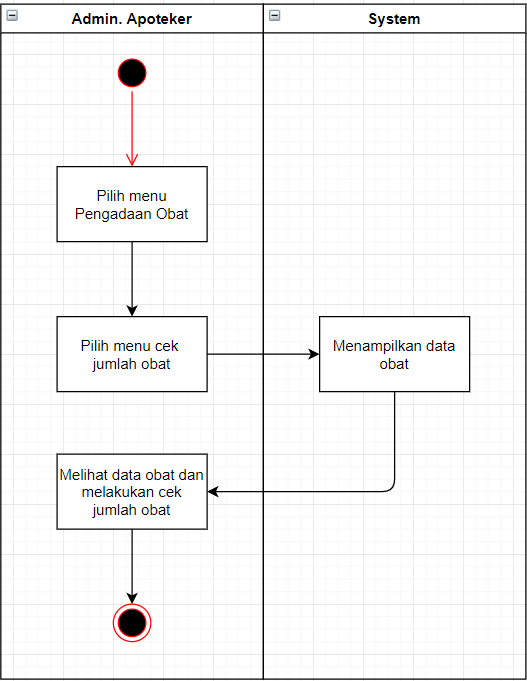 Admin. Apoteker
System
Pilih menu
Pengadaan Obat
Pilih menu cek
jumlah obat
Menampilkan data
obat
Melihat data obat dan
melakukan cek
jumlah obat